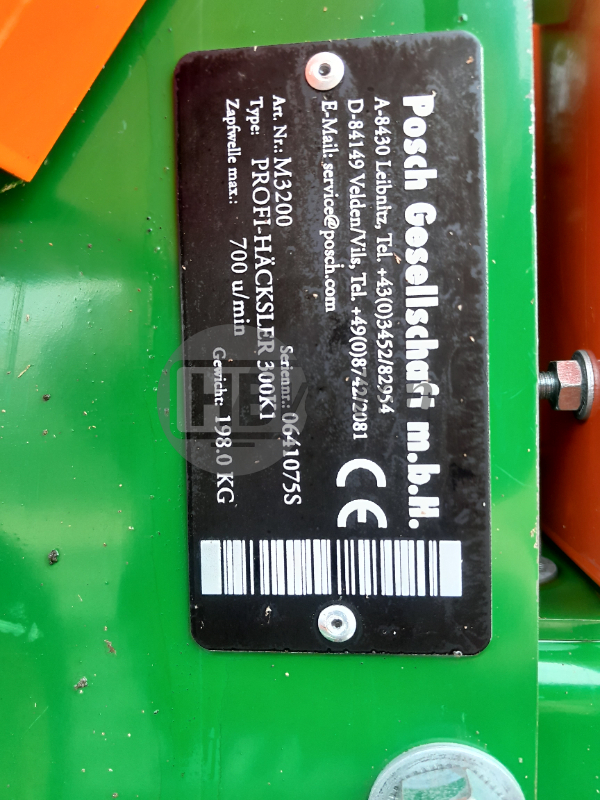 Posch Gesellschaft m.b.H.
A-8430 Leibnitz, Tel. +43(0)3452/82954
D-84149 Velden/Vils, Tel. +49(0)8742/2081
E-Mail: service@posch.com
CE
Art. Nr.: M3200 Seriennr.: 0641075S
Type: PROFI-HÄCKSLER 300K1
Zapfwelle max.: 700 u/min Gewicht: 198.0 KG